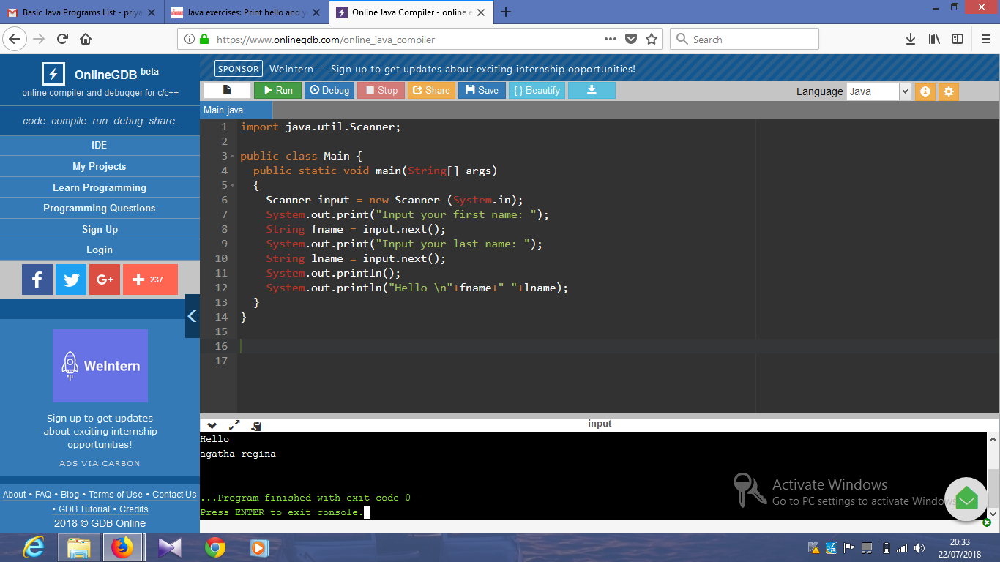 Basic Java Programs List - priya
Java exercises: Print hello and y
Online Java Compiler - online e
https://www.onlinegdb.com/online_java_compiler
Search
OnlineGDB beta
online compiler and debugger for c/c++
code. compile. run. debug. share.
IDE
My Projects
Learn Programming
Programming Questions
Sign Up
Login
f
G+
237
WeIntern
Sign up to get updates
about exciting internship
opportunities!
ADS VIA CARBON
About • FAQ • Blog • Terms of Use • Contact Us
• GDB Tutorial • Credits
2018 © GDB Online
SPONSOR WeIntern — Sign up to get updates about exciting internship opportunities!
Run Debug Stop Share Save { } Beautify
Language Java
Main.java
1 import java.util.Scanner;
2
3 public class Main {
4 public static void main(String[] args)
5 {
6 Scanner input = new Scanner (System.in);
7 System.out.print("Input your first name: ");
8 String fname = input.next();
9 System.out.print("Input your last name: ");
10 String lname = input.next();
11 System.out.println();
12 System.out.println("Hello \n"+fname+" "+lname);
13 }
14 }
15
16
17
input
Hello
agatha regina
...Program finished with exit code 0
Press ENTER to exit console.
Activate Windows
Go to PC settings to activate Windows.
20:33
22/07/2018